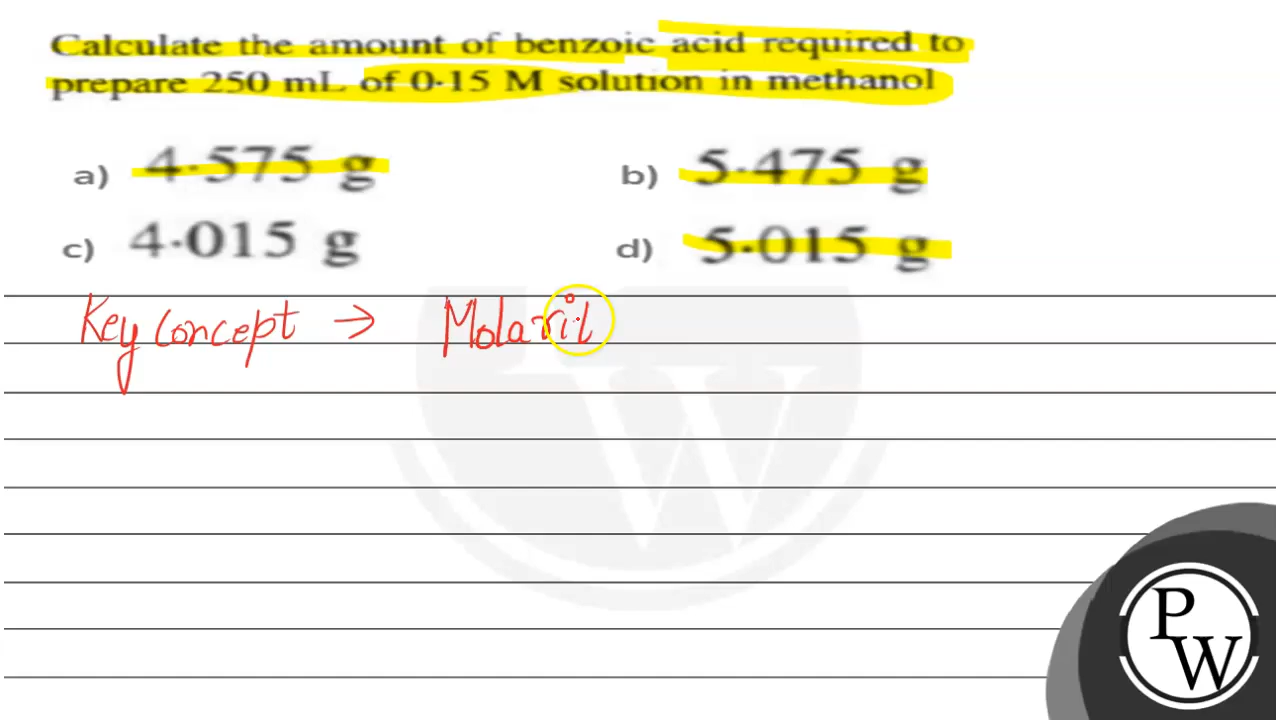 Calculate the amount of benzoic acid required to
prepare 250 mL of 0·15 M solution in methanol
a) 4·575 g
b) 5·475 g
c) 4·015 g
d) 5·015 g
Key concept → Molarit
PW